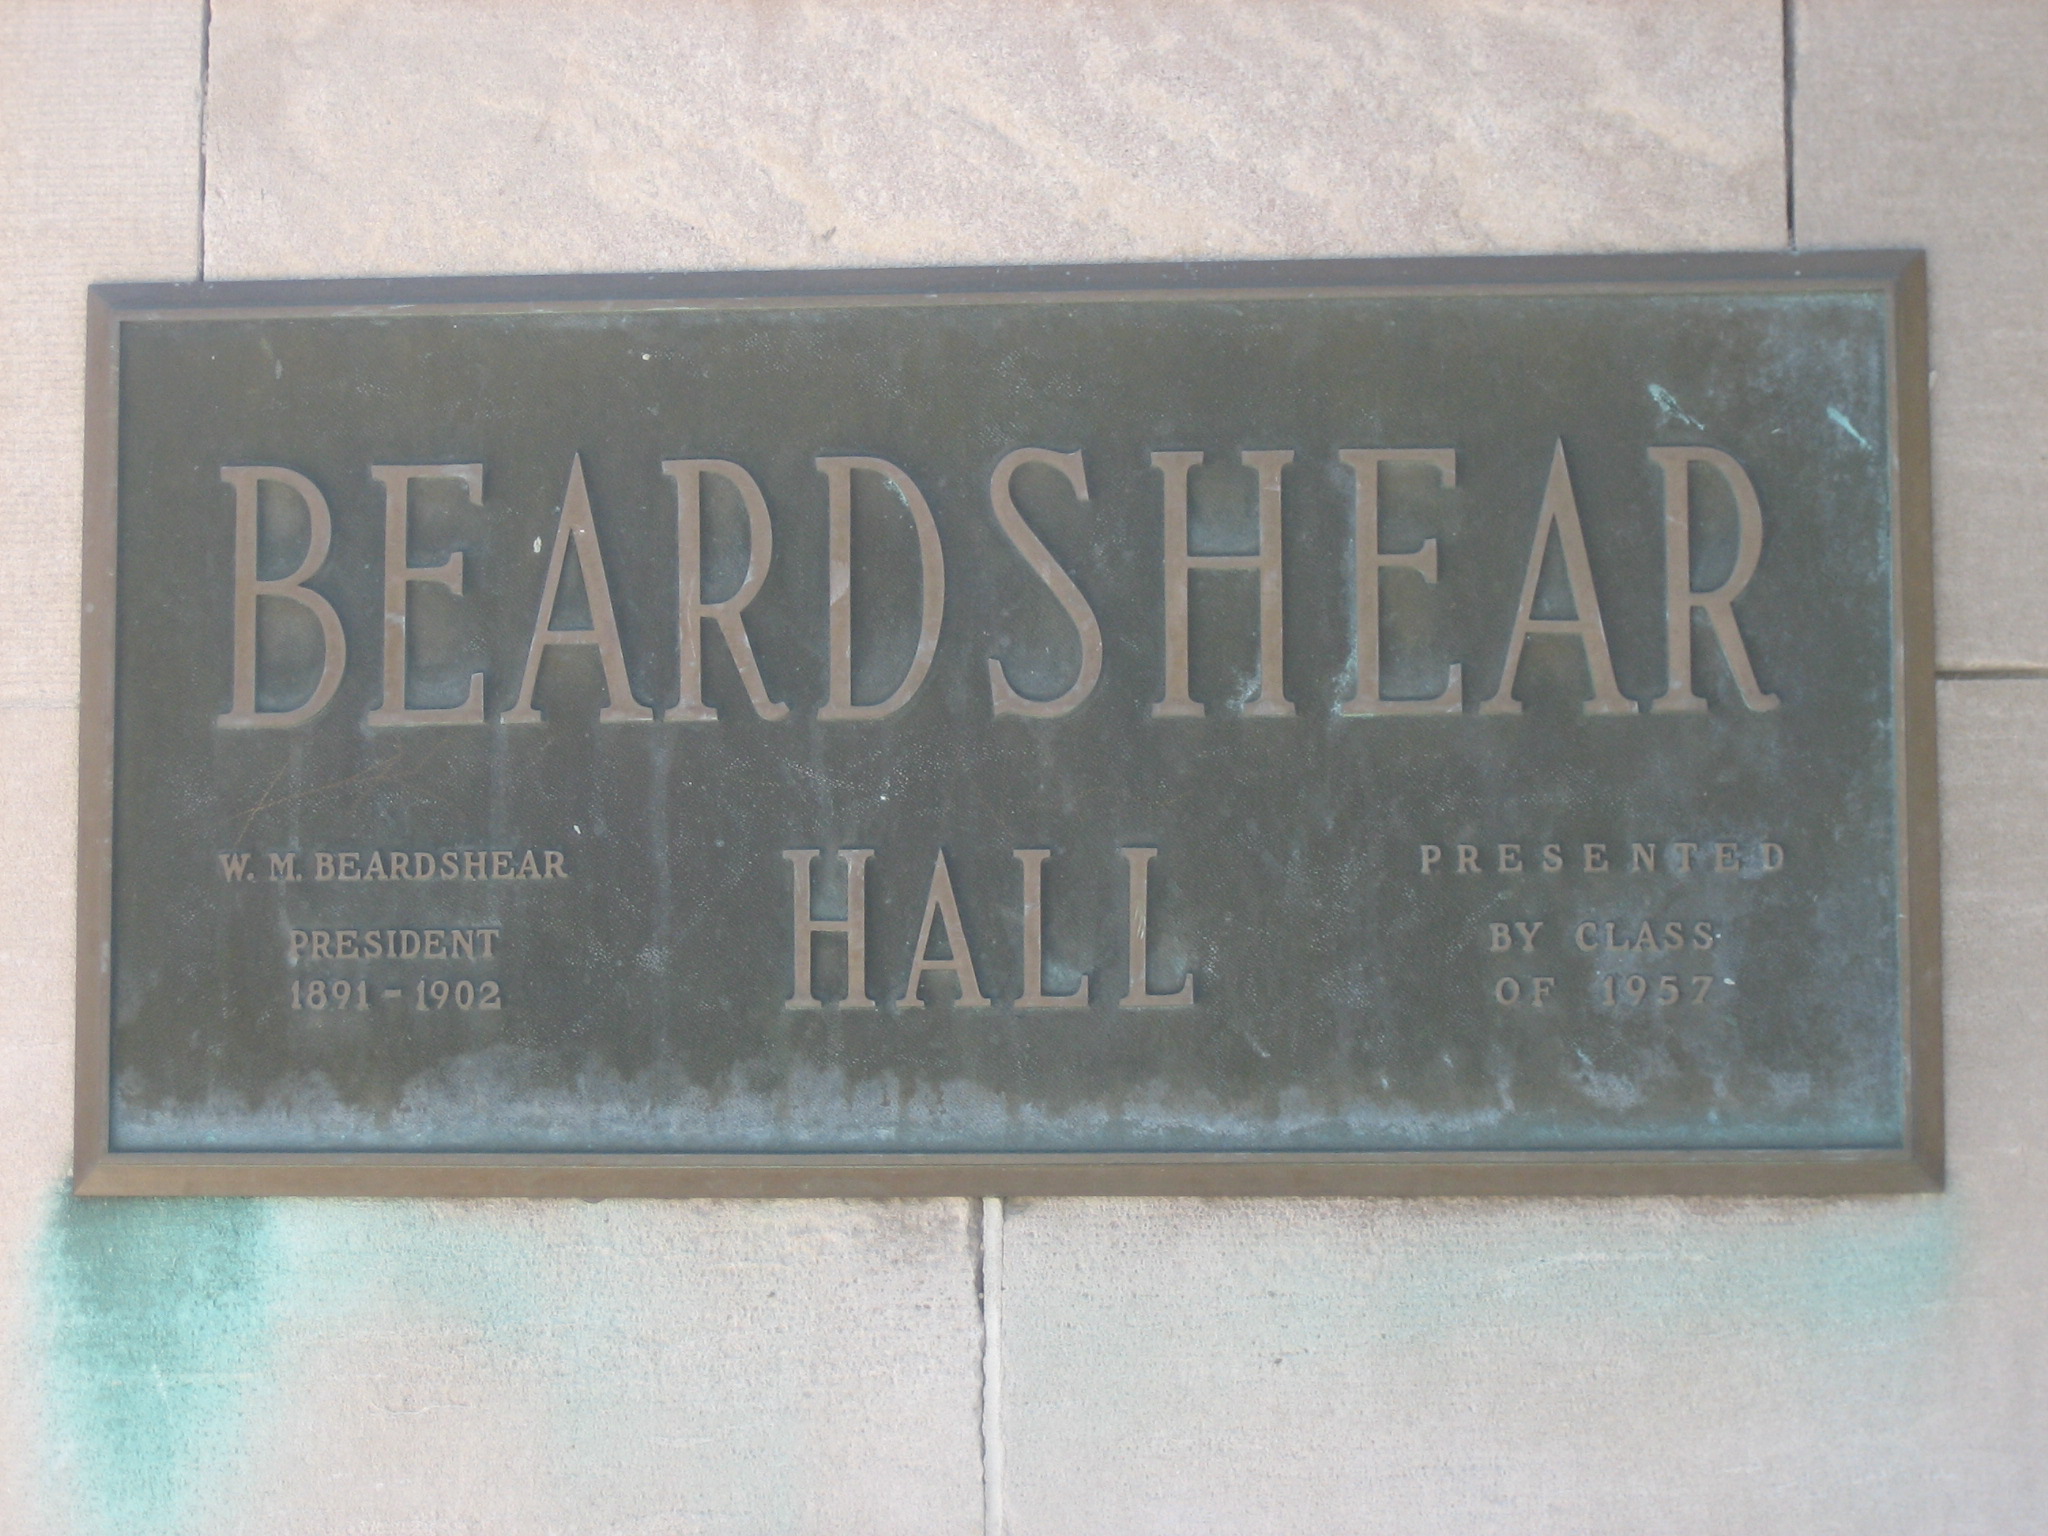 BEARDSHEAR
HALL
W. M. BEARDSHEAR
PRESIDENT
1891 - 1902
PRESENTED
BY CLASS
OF 1957